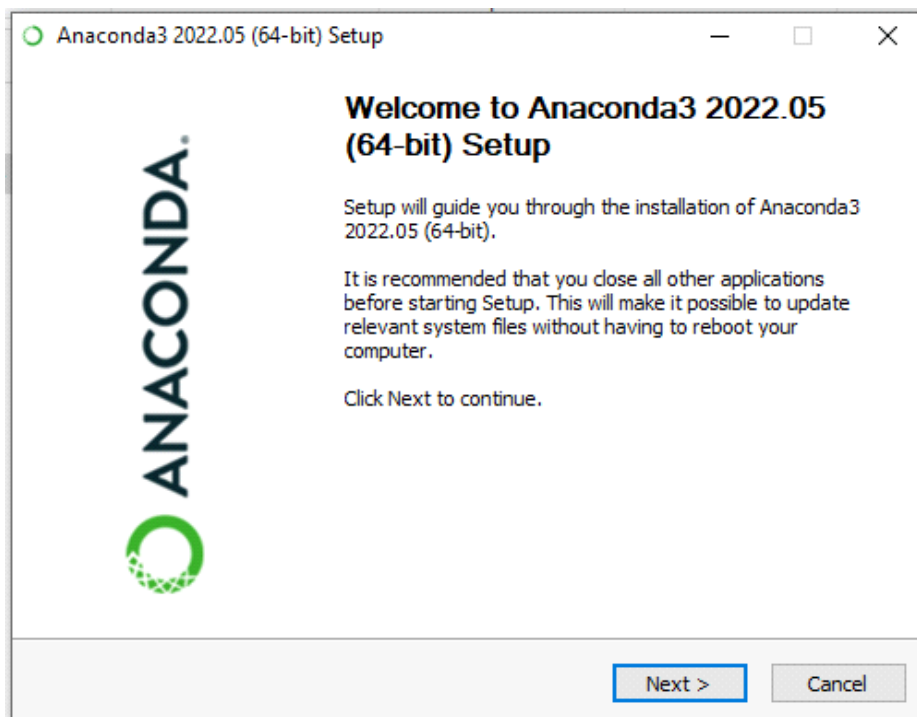 Anaconda3 2022.05 (64-bit) Setup
Welcome to Anaconda3 2022.05
(64-bit) Setup
Setup will guide you through the installation of Anaconda3
2022.05 (64-bit).
It is recommended that you close all other applications
before starting Setup. This will make it possible to update
relevant system files without having to reboot your
computer.
Click Next to continue.
ANACONDA.
Next >
Cancel